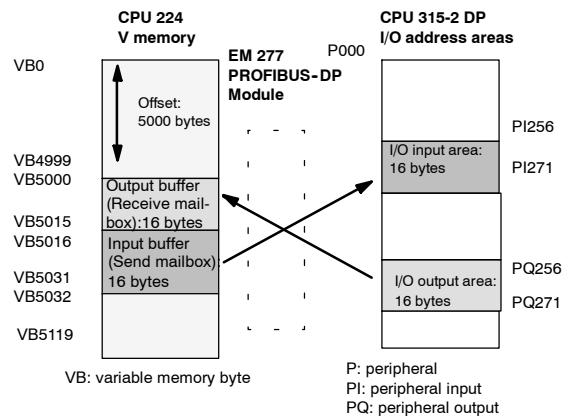 CPU 224
V memory
CPU 315-2 DP
I/O address areas
EM 277
PROFIBUS-DP
Module
P000
VB0
Offset:
5000 bytes
VB4999
VB5000
Output buffer
(Receive mail-
box):16 bytes
VB5015
VB5016
Input buffer
(Send mailbox):
16 bytes
VB5031
VB5032
VB5119
PI256
I/O input area:
16 bytes
PI271
PQ256
I/O output area:
16 bytes
PQ271
VB: variable memory byte
P: peripheral
PI: peripheral input
PQ: peripheral output